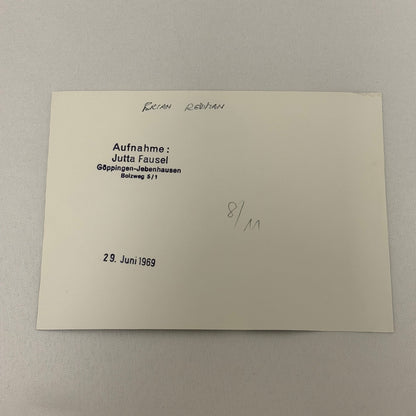 BRIAN REDMAN
Aufnahme:
Jutta Fausel
Göppingen-Jebenhausen
Bolzweg 5/1
8/11
29. Juni 1969